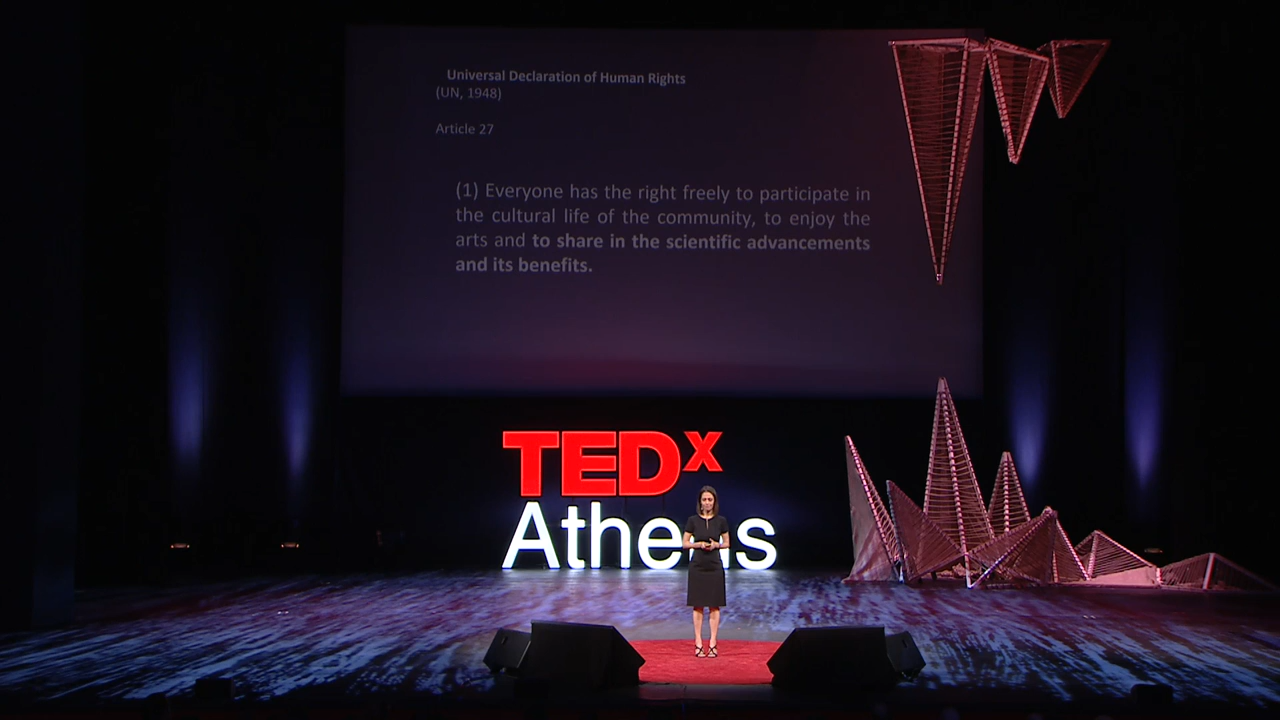 Universal Declaration of Human Rights
(UN, 1948)
Article 27
(1) Everyone has the right freely to participate in
the cultural life of the community, to enjoy the
arts and to share in the scientific advancements
and its benefits.
TEDx
Athens